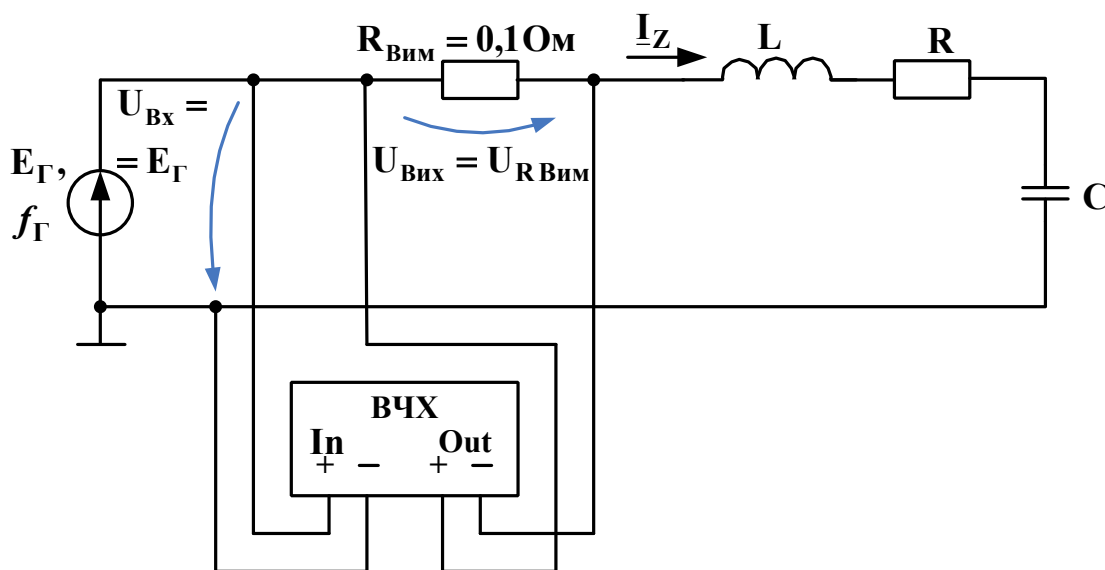 R_Вим = 0,1Ом
I_Z
L
R
U_Вх =
= E_Г
E_Г,
f_Г
U_Вих = U_R Вим
C
ВЧХ
In
Out
+ −
+ −